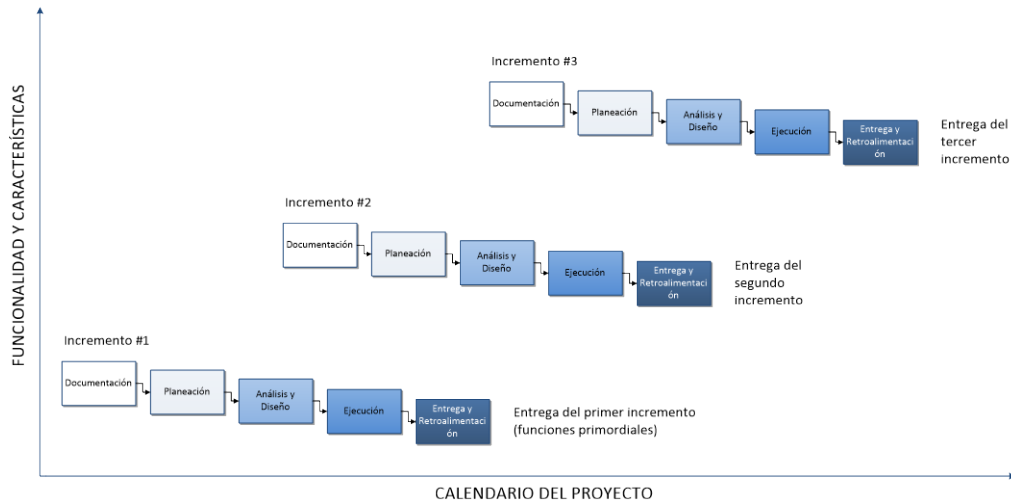 FUNCIONALIDAD Y CARACTERÍSTICAS
Incremento #3
Documentación
Planeación
Análisis y
Diseño
Ejecución
Entrega y
Retroalimentaci
ón
Entrega del
tercer
incremento
Incremento #2
Documentación
Planeación
Análisis y
Diseño
Ejecución
Entrega y
Retroalimentaci
ón
Entrega del
segundo
incremento
Incremento #1
Documentación
Planeación
Análisis y
Diseño
Ejecución
Entrega y
Retroalimentaci
ón
Entrega del primer incremento
(funciones primordiales)
CALENDARIO DEL PROYECTO